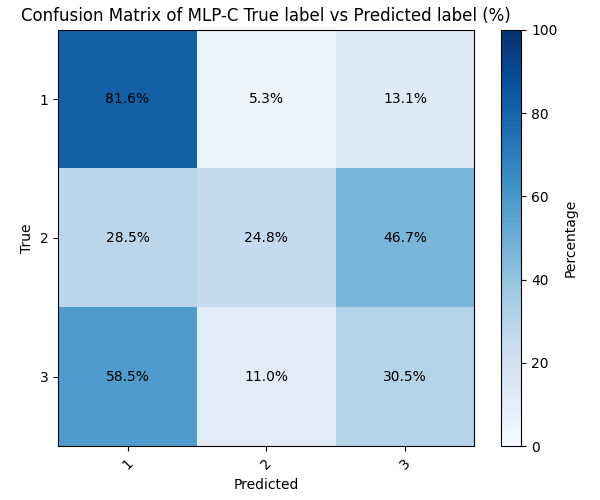 Confusion Matrix of MLP-C True label vs Predicted label (%)
100
80
60
40
20
0
Percentage
True
1
81.6% 5.3% 13.1%
2
28.5% 24.8% 46.7%
3
58.5% 11.0% 30.5%
1 2 3
Predicted